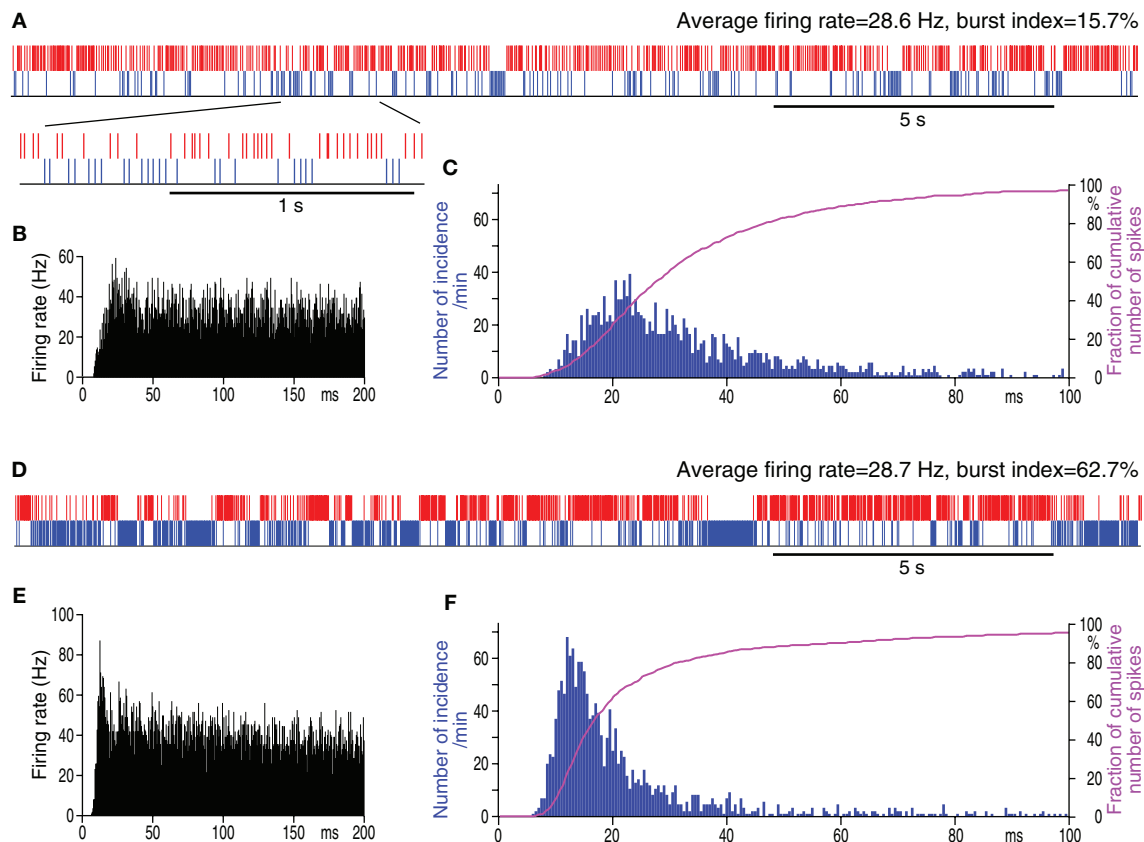 A
Average firing rate=28.6 Hz, burst index=15.7%
5 s
1 s
B
Firing rate (Hz)
60
40
20
0
0 50 100 150 ms 200
C
Number of incidence
/min
60
40
20
0
0 20 40 60 80 ms 100
100
%
80
60
40
20
0
Fraction of cumulative
number of spikes
D
Average firing rate=28.7 Hz, burst index=62.7%
5 s
E
Firing rate (Hz)
100
80
60
40
20
0
0 50 100 150 ms 200
F
Number of incidence
/min
60
40
20
0
0 20 40 60 80 ms 100
100
%
80
60
40
20
0
Fraction of cumulative
number of spikes